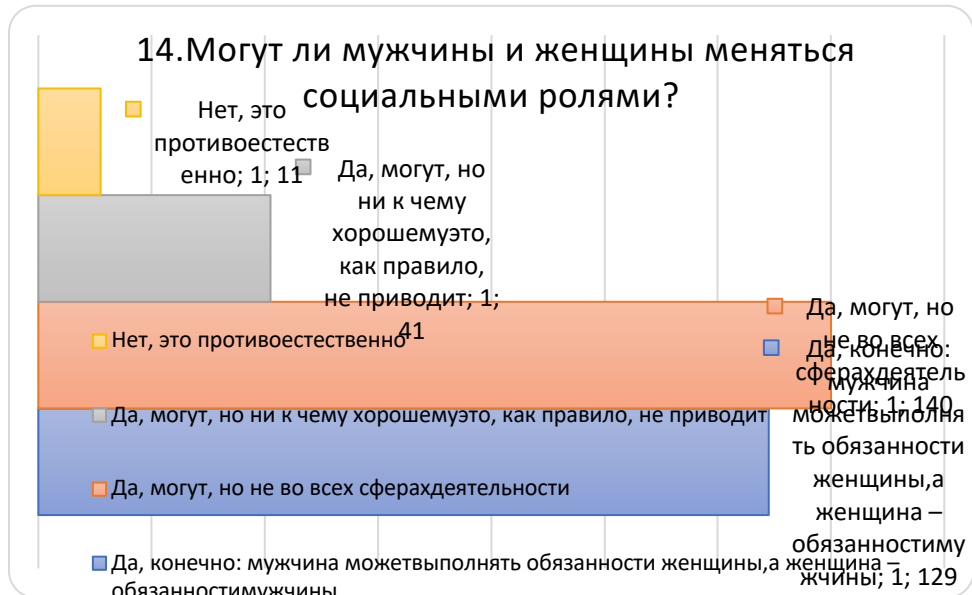 14.Могут ли мужчины и женщины меняться
социальными ролями?
Нет, это
противоестеств
енно; 1; 11
Да, могут, но
ни к чему
хорошемуэто,
как правило,
не приводит; 1;
41
Да, могут, но
не во всех
сферахдеятель
ности; 1; 140
Да, конечно:
мужчина
можетвыполня
ть обязанности
женщины,а
женщина –
обязанностиму
жчины; 1; 129
Нет, это противоестественно
Да, могут, но ни к чему хорошемуэто, как правило, не приводит
Да, могут, но не во всех сферахдеятельности
Да, конечно: мужчина можетвыполнять обязанности женщины,а женщина –
обязанностимужчины